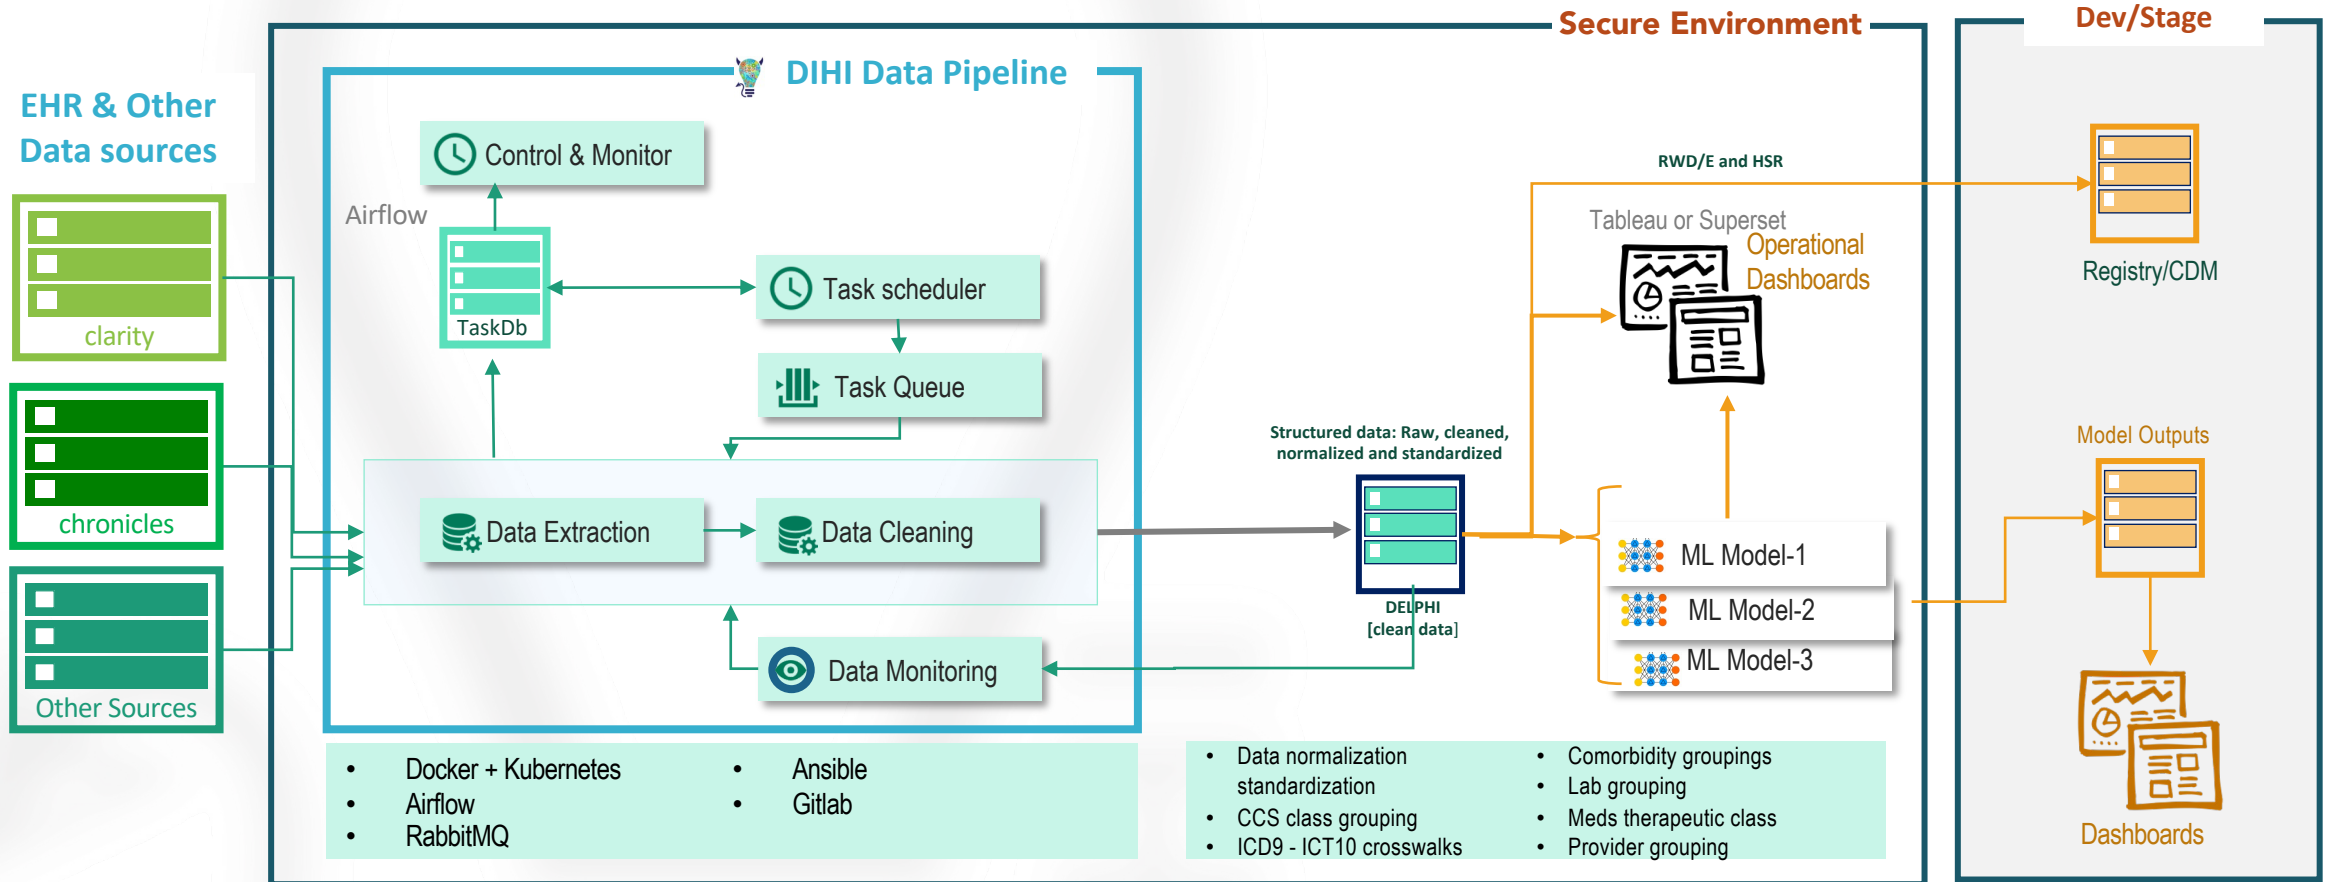 Secure Environment
Dev/Stage
DIHI Data Pipeline
EHR & Other
Data sources
Control & Monitor
Airflow
TaskDb
Task scheduler
Task Queue
clarity
chronicles
Other Sources
Data Extraction
Data Cleaning
Data Monitoring
Structured data: Raw, cleaned,
normalized and standardized
DELPHI
[clean data]
RWD/E and HSR
Tableau or Superset
Operational
Dashboards
ML Model-1
ML Model-2
ML Model-3
Registry/CDM
Model Outputs
Dashboards
• Docker + Kubernetes
• Airflow
• RabbitMQ
• Ansible
• Gitlab
• Data normalization
standardization
• CCS class grouping
• ICD9 - ICT10 crosswalks
• Comorbidity groupings
• Lab grouping
• Meds therapeutic class
• Provider grouping